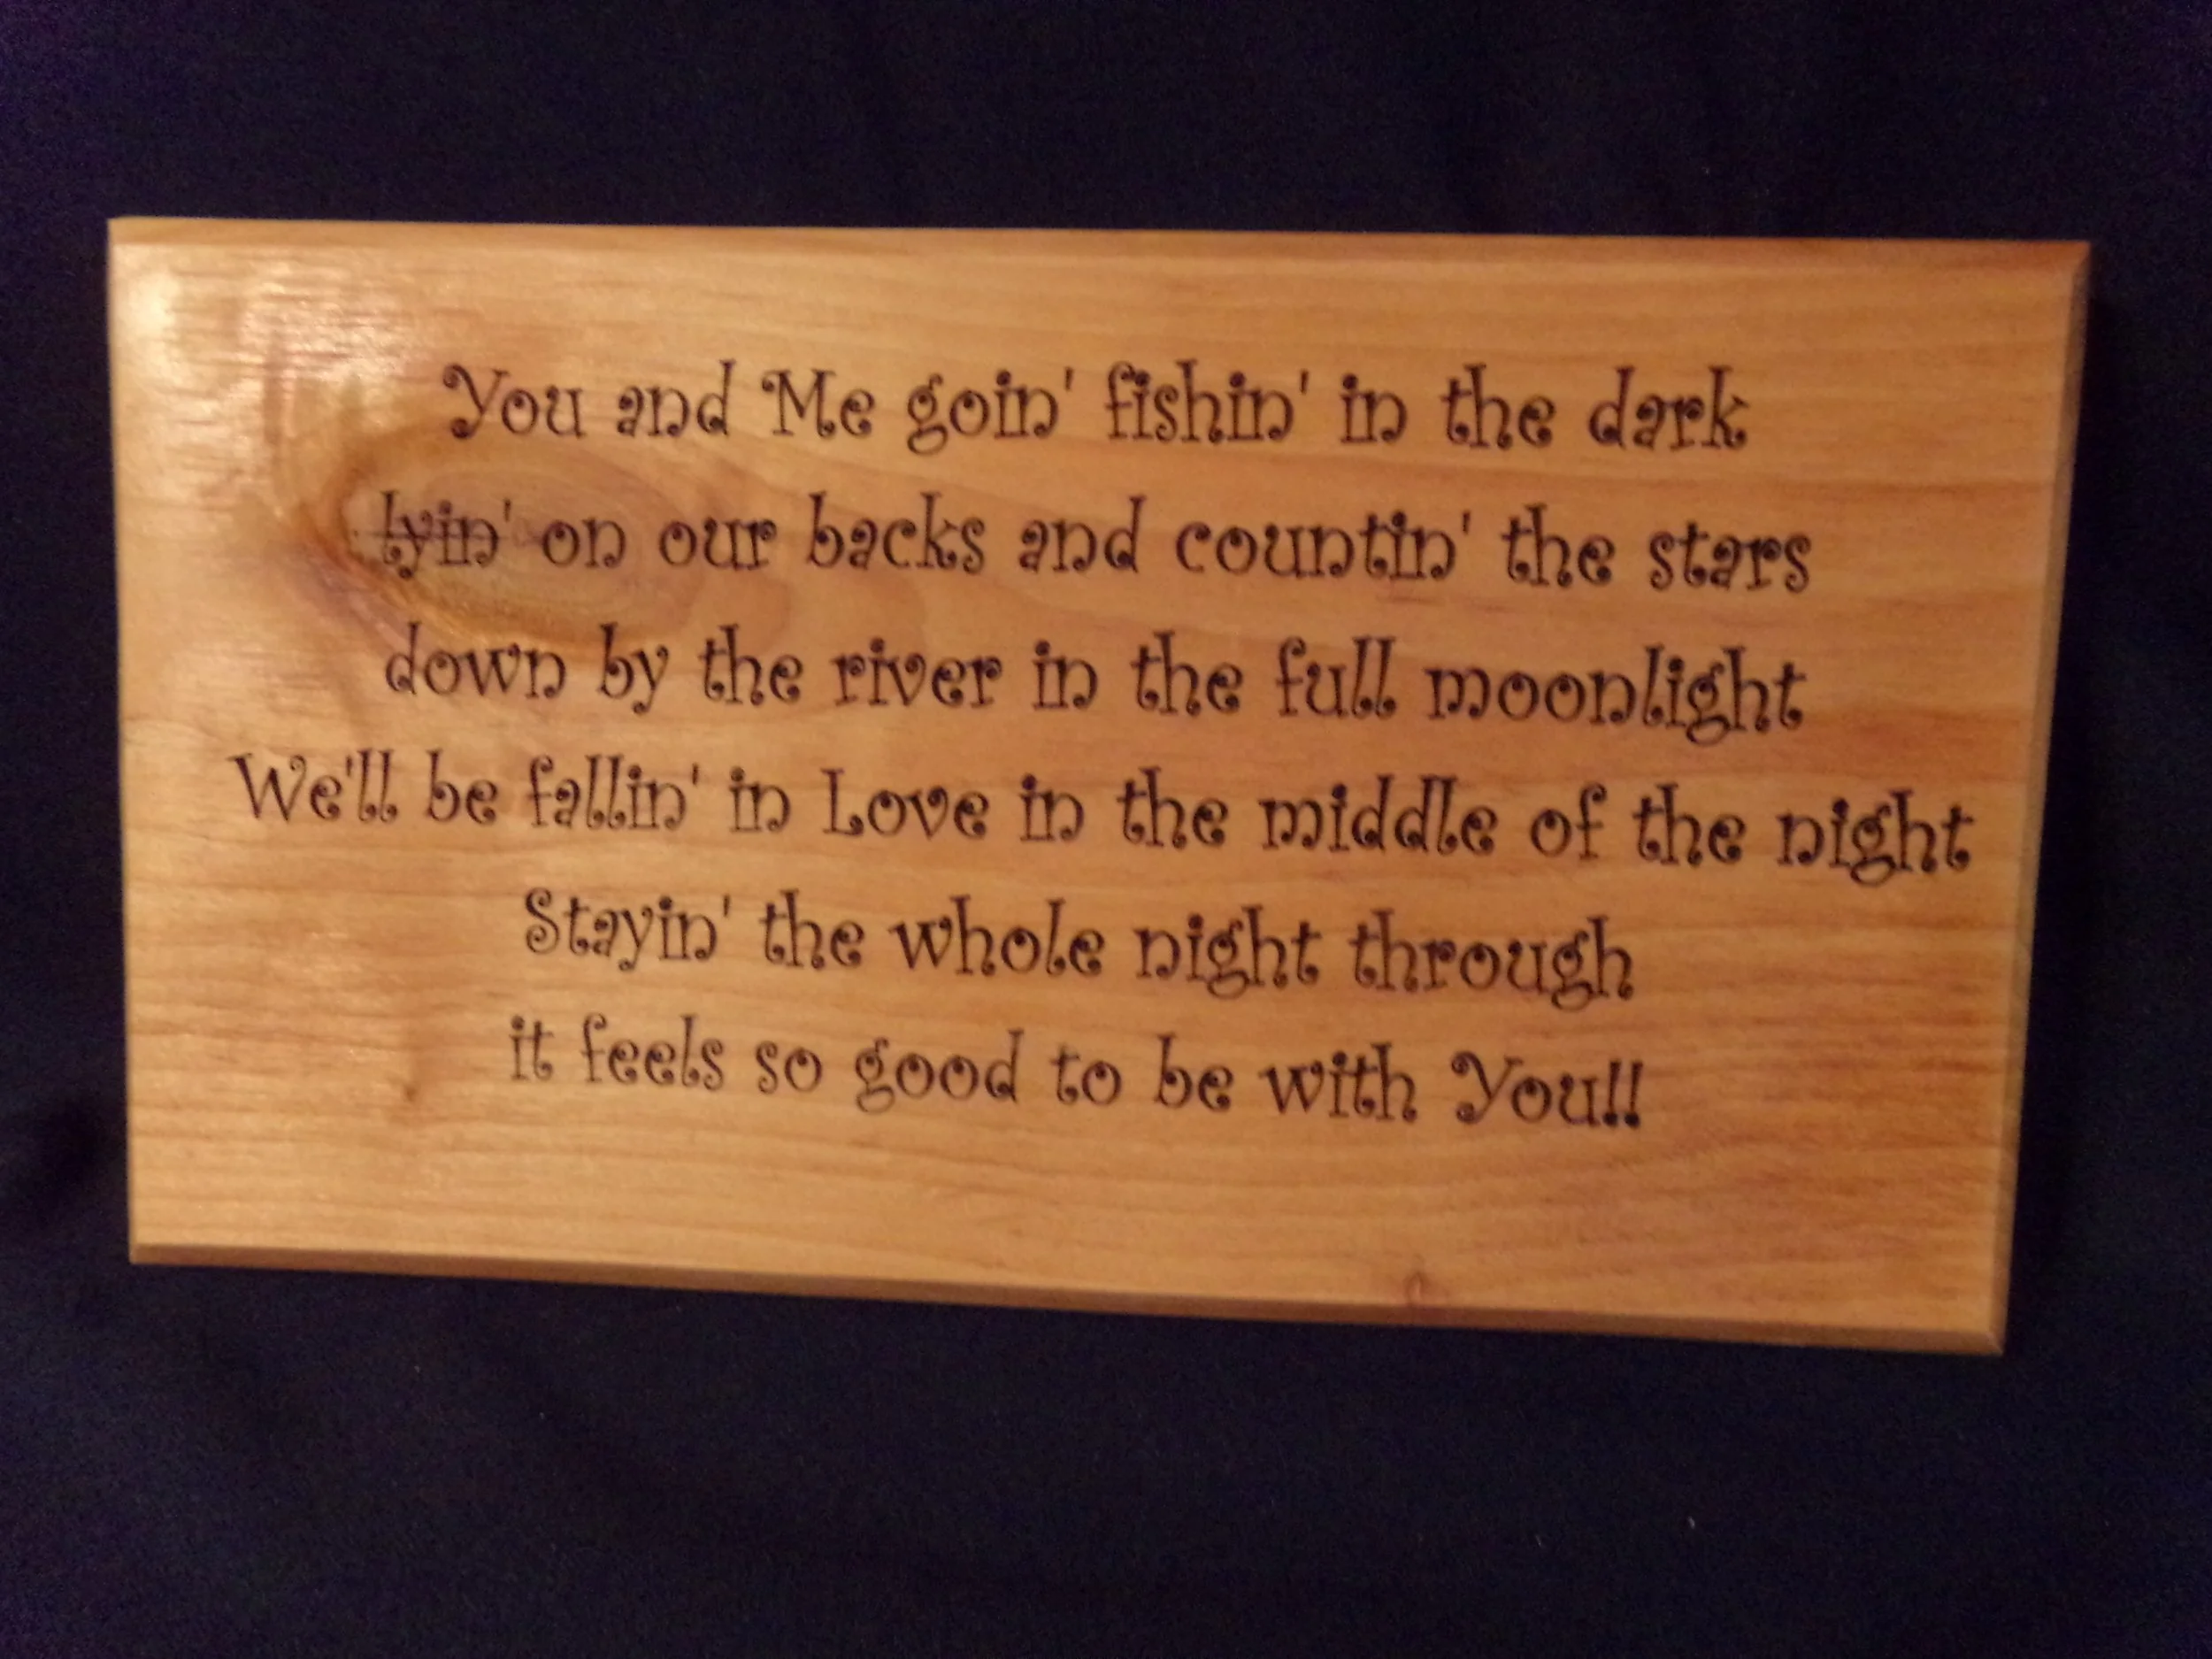 You and Me goin' fishin' in the dark
lyin' on our backs and countin' the stars
down by the river in the full moonlight
We'll be fallin' in Love in the middle of the night
Stayin' the whole night through
it feels so good to be with You!!